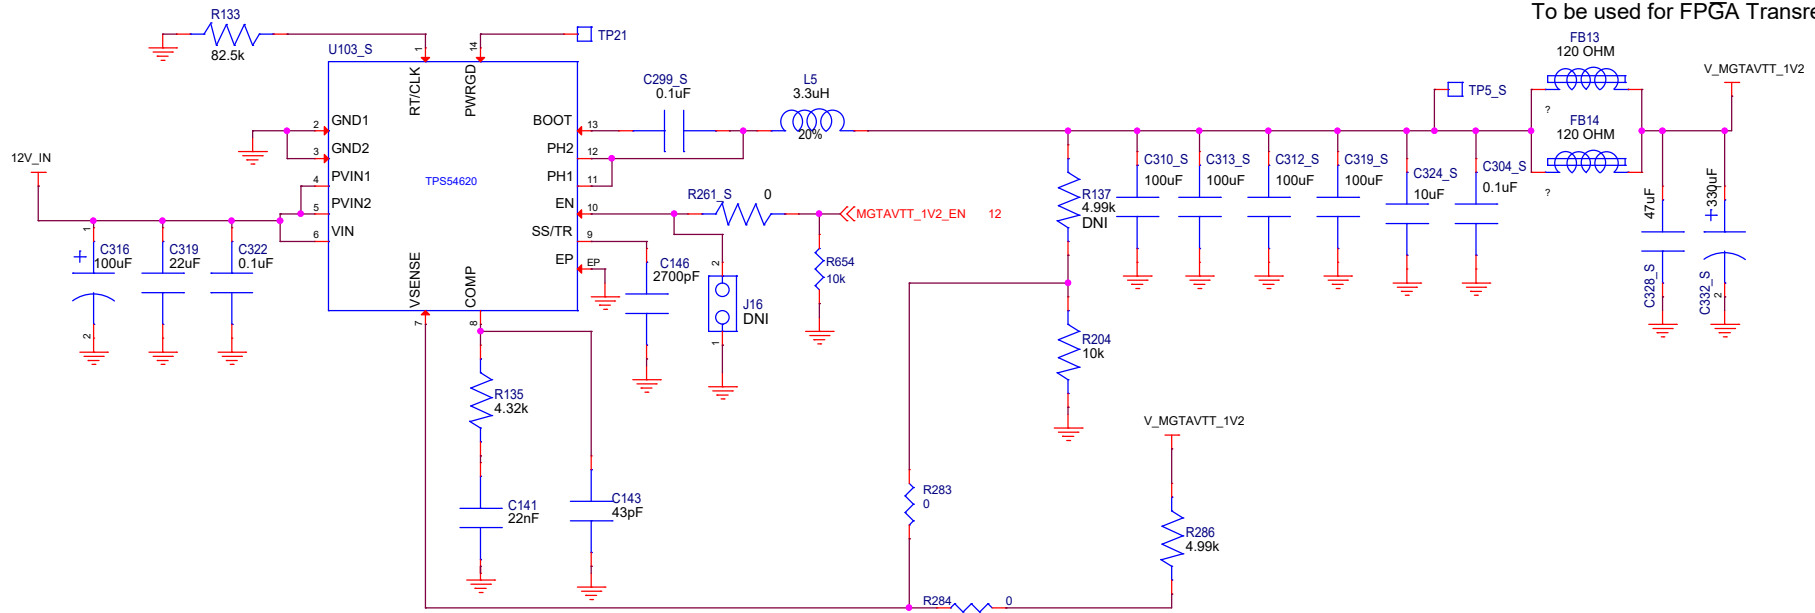 To be used for FPGA Transre
R133
82.5k
U103_S
1
RT/CLK
14
PWRGD
TP21
C299_S
0.1uF
L5
3.3uH
20%
TP5_S
FB13
120 OHM
?
FB14
120 OHM
?
V_MGTAVTT_1V2
2
GND1
3
GND2
4
PVIN1
5
PVIN2
6
VIN
TPS54620
BOOT
13
PH2
12
PH1
11
EN
10
SS/TR
9
EP
EP
VSENSE
7
COMP
8
12V_IN
1
+
C316
100uF
2
C319
22uF
C322
0.1uF
R261_S
0
MGTAVTT_1V2_EN
12
R654
10k
C146
2700pF
2
J16
DNI
1
R137
4.99k
DNI
C310_S
100uF
C313_S
100uF
C312_S
100uF
C319_S
100uF
C324_S
10uF
C304_S
0.1uF
47uF
C328_S
+
330uF
C332_S
2
R204
10k
R135
4.32k
C141
22nF
C143
43pF
V_MGTAVTT_1V2
R283
0
R286
4.99k
R284
0